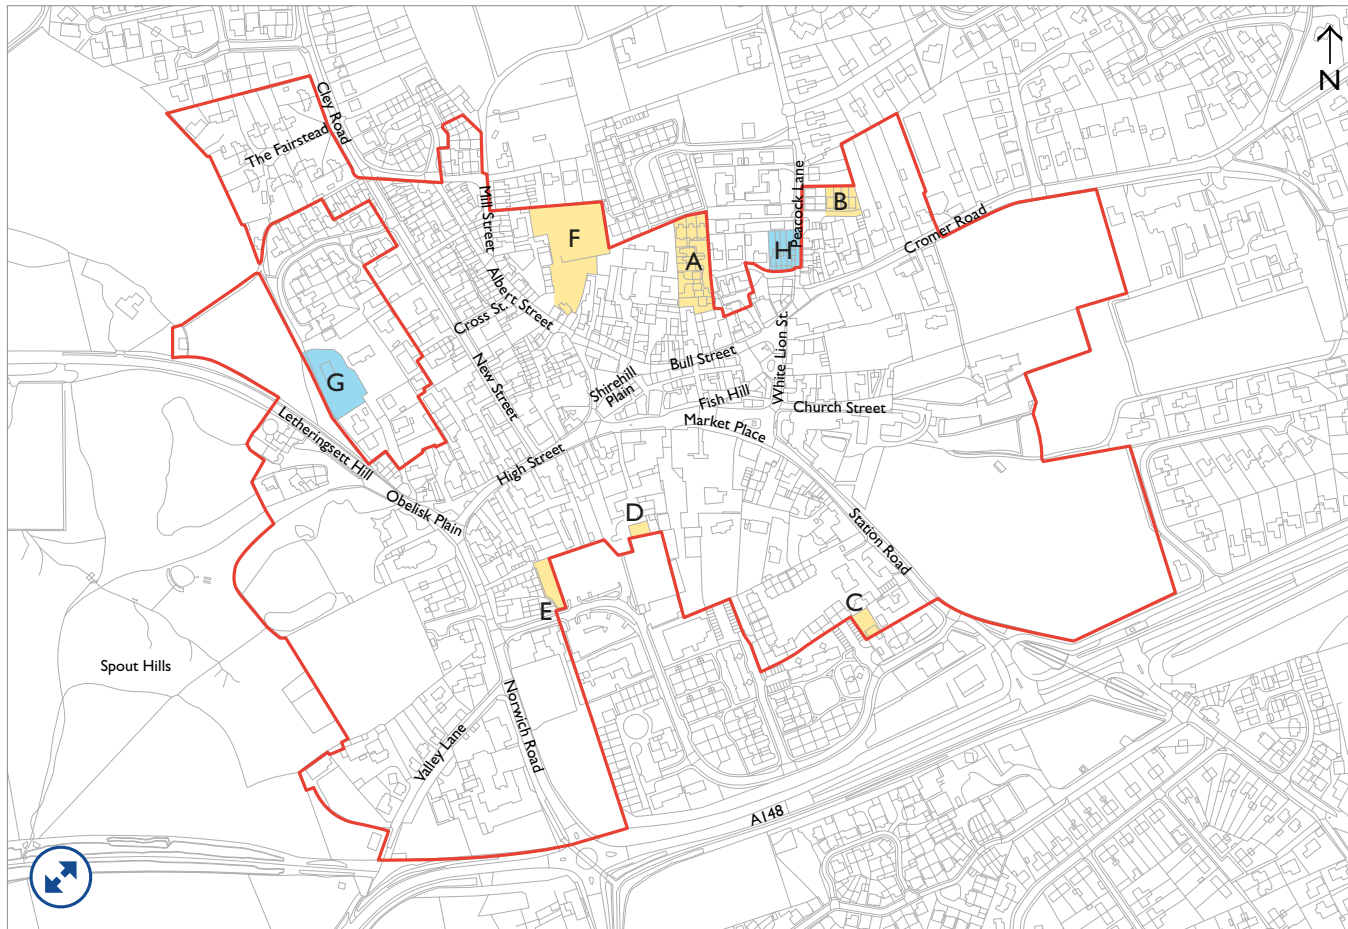 N
Cley Road
The Fairstead
Mill Street
Peacock Lane
B
F
H
A
Cromer Road
Albert Street
Cross St.
White Lion St.
Bull Street
New Street
Shirehill
Plain
G
Fish Hill
Church Street
Letheringsett Hill
Market Place
High Street
Obelisk Plain
D
Station Road
E
C
Spout Hills
Norwich Road
Valley Lane
A148